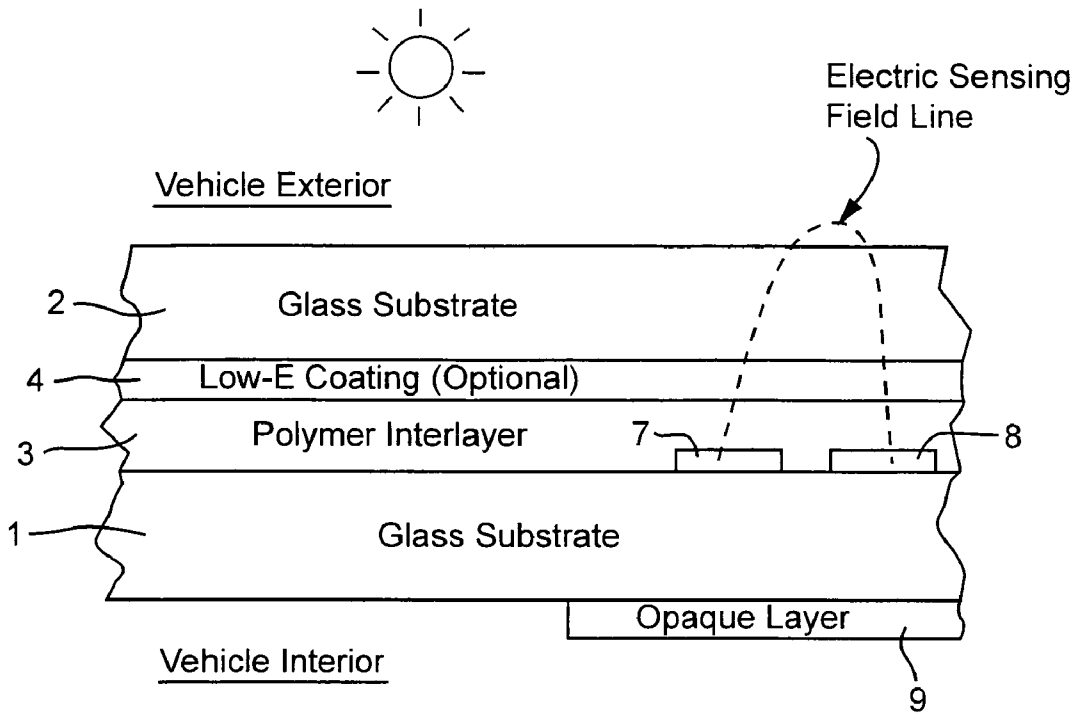 Electric Sensing
Field Line
Vehicle Exterior
2
Glass Substrate
4
Low-E Coating (Optional)
3
Polymer Interlayer
7
8
1
Glass Substrate
Opaque Layer
Vehicle Interior
9